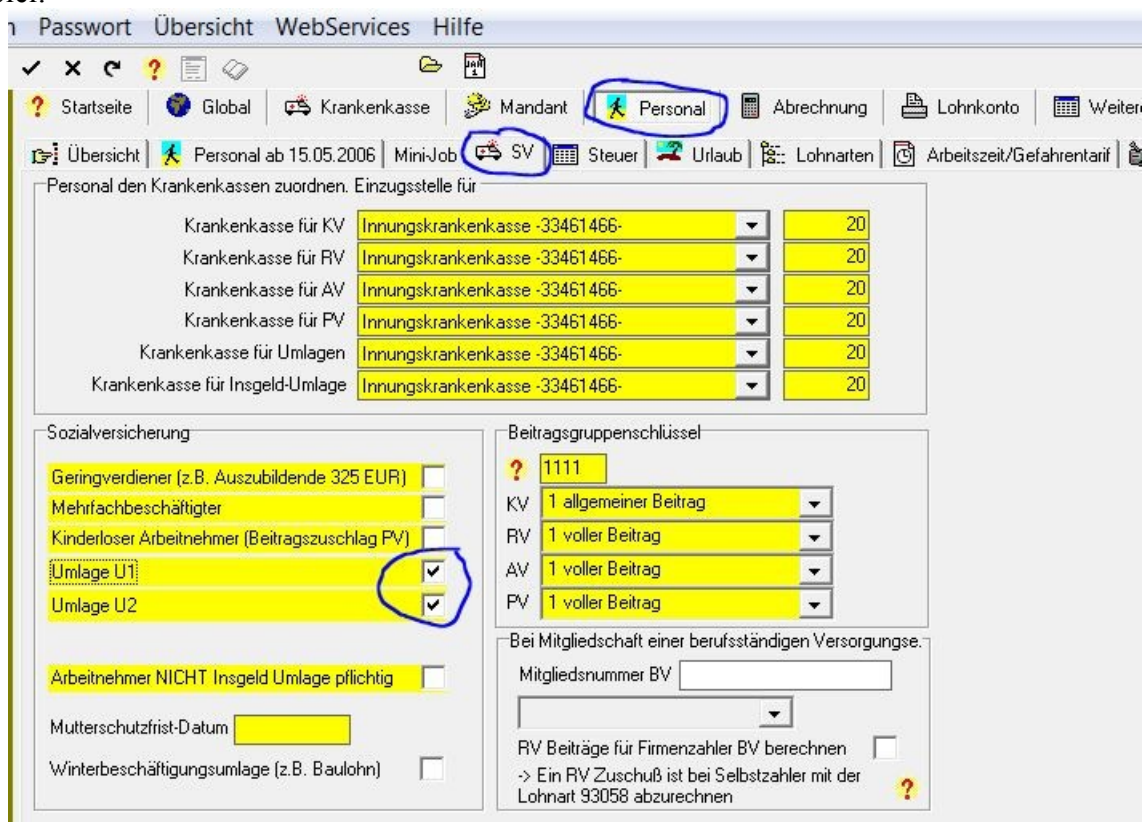 Passwort Übersicht WebServices Hilfe
Startseite Global Krankenkasse Mandant Personal Abrechnung Lohnkonto Weitere
Übersicht Personal ab 15.05.2006 Mini-Job SV Steuer Urlaub Lohnarten Arbeitszeit/Gefahrentarif
Personal den Krankenkassen zuordnen. Einzugsstelle für
Krankenkasse für KV Innungskrankenkasse -33461466- 20
Krankenkasse für RV Innungskrankenkasse -33461466- 20
Krankenkasse für AV Innungskrankenkasse -33461466- 20
Krankenkasse für PV Innungskrankenkasse -33461466- 20
Krankenkasse für Umlagen Innungskrankenkasse -33461466- 20
Krankenkasse für Insgeld-Umlage Innungskrankenkasse -33461466- 20
Sozialversicherung
Geringverdiener (z.B. Auszubildende 325 EUR)
Mehrfachbeschäftigter
Kinderloser Arbeitnehmer (Beitragszuschlag PV)
Umlage U1
Umlage U2
Arbeitnehmer NICHT Insgeld Umlage pflichtig
Mutterschutzfrist-Datum
Winterbeschäftigungsumlage (z.B. Baulohn)
Beitragsgruppenschlüssel
? 1111
KV 1 allgemeiner Beitrag
RV 1 voller Beitrag
AV 1 voller Beitrag
PV 1 voller Beitrag
Bei Mitgliedschaft einer berufsständigen Versorgungse.
Mitgliedsnummer BV
RV Beiträge für Firmenzahler BV berechnen
-> Ein RV Zuschuß ist bei Selbstzahler mit der
Lohnart 93058 abzurechnen ?